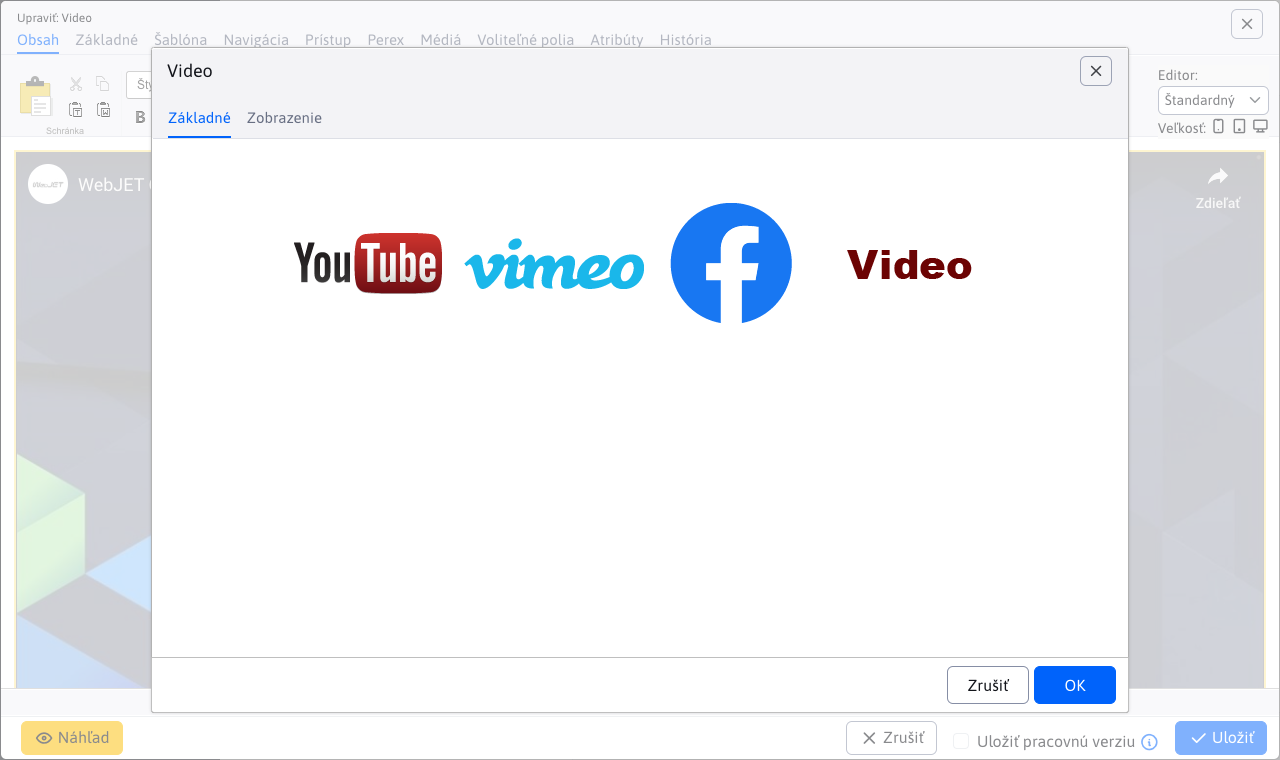 Upraviť: Video
Obsah Základné Šablóna Navigácia Prístup Perex Médiá Voliteľné polia Atribúty História
Video
Základné Zobrazenie
Editor:
Štandardný
Veľkosť:
B
Schránka
WebJET
WebJET
Zdieľať
YouTube vimeo f Video
Zrušiť OK
Náhľad Zrušiť Uložiť pracovnú verziu Uložiť